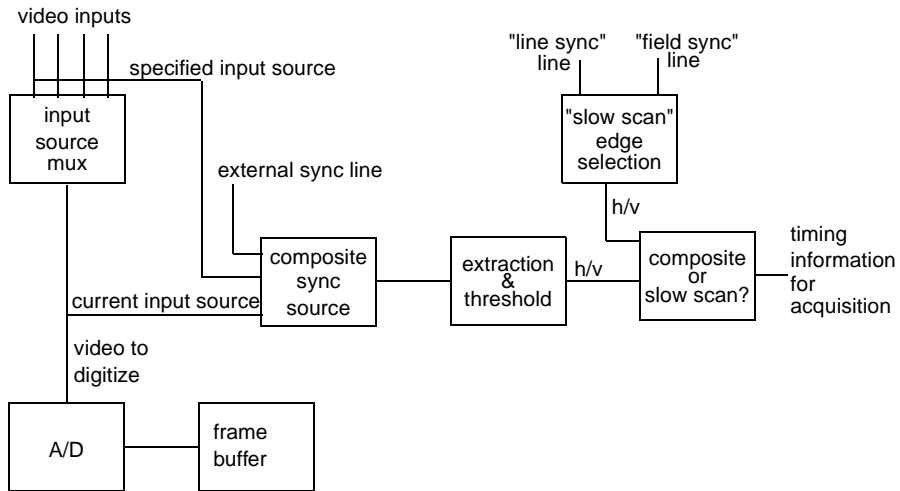 video inputs
specified input source
"line sync"
line
"field sync"
line
input
source
mux
"slow scan"
edge
selection
external sync line
h/v
composite
sync
source
extraction
&
threshold
h/v
composite
or
slow scan?
timing
information
for
acquisition
current input source
video to
digitize
A/D
frame
buffer